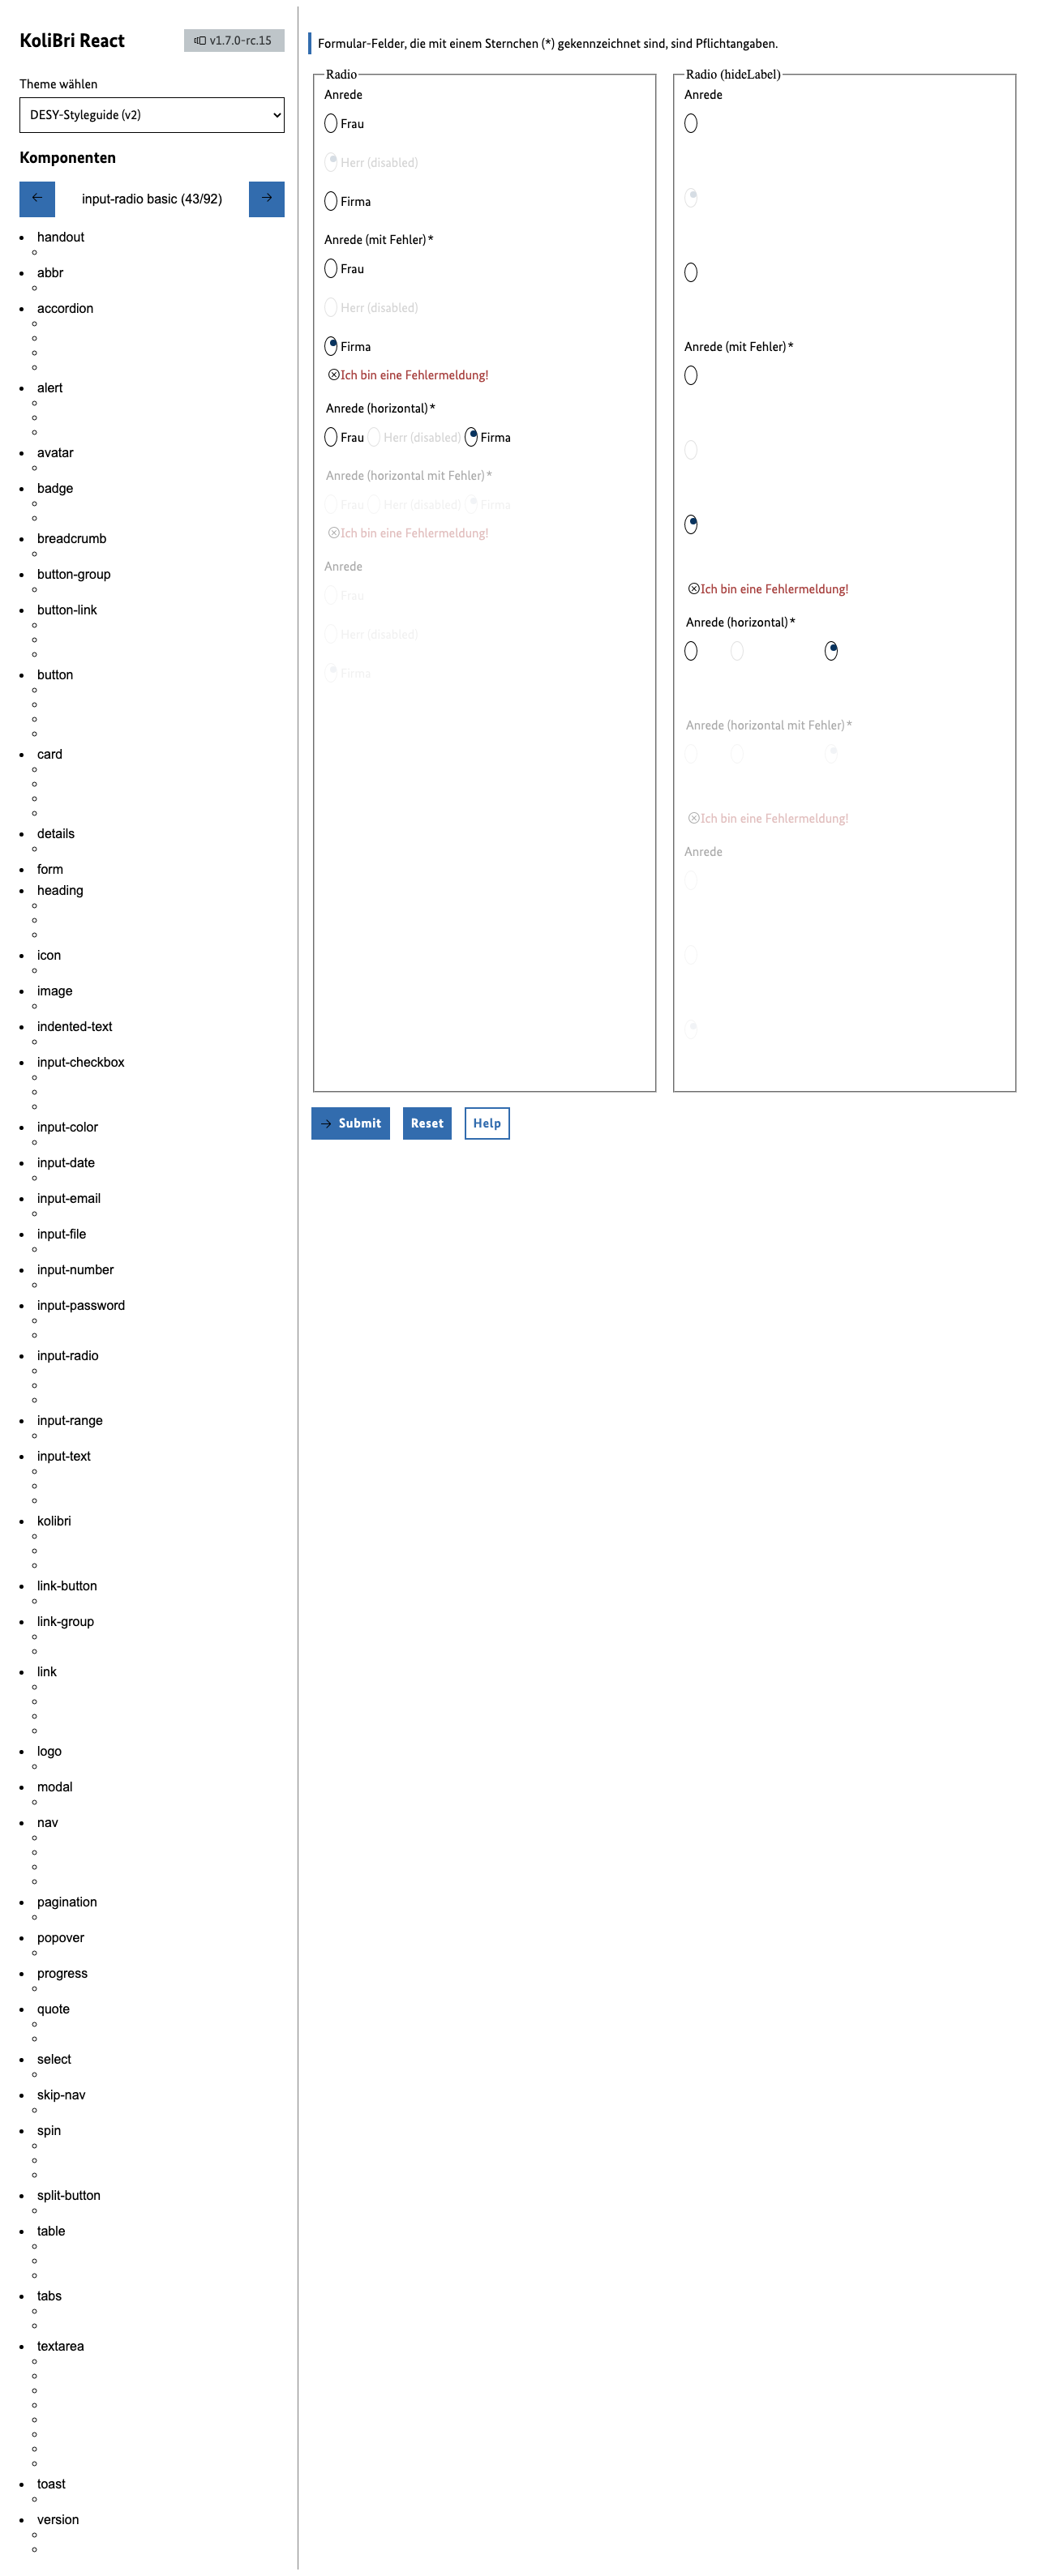 KoliBri React
v1.7.0-rc.15
Theme wählen
DESY-Styleguide (v2)
Komponenten
← input-radio basic (43/92) →
handout
abbr
accordion
alert
avatar
badge
breadcrumb
button-group
button-link
button
card
details
form
heading
icon
image
indented-text
input-checkbox
input-color
input-date
input-email
input-file
input-number
input-password
input-radio
input-range
input-text
kolibri
link-button
link-group
link
logo
modal
nav
pagination
popover
progress
quote
select
skip-nav
spin
split-button
table
tabs
textarea
toast
version
Formular-Felder, die mit einem Sternchen (*) gekennzeichnet sind, sind Pflichtangaben.
Radio
Anrede
Frau
Herr (disabled)
Firma
Anrede (mit Fehler)*
Frau
Herr (disabled)
Firma
Ich bin eine Fehlermeldung!
Anrede (horizontal)*
Frau Herr (disabled) Firma
Anrede (horizontal mit Fehler)*
Frau Herr (disabled) Firma
Ich bin eine Fehlermeldung!
Anrede
Frau
Herr (disabled)
Firma
Radio (hideLabel)
Anrede
Anrede (mit Fehler)*
Ich bin eine Fehlermeldung!
Anrede (horizontal)*
Anrede (horizontal mit Fehler)*
Ich bin eine Fehlermeldung!
Anrede
→ Submit Reset Help